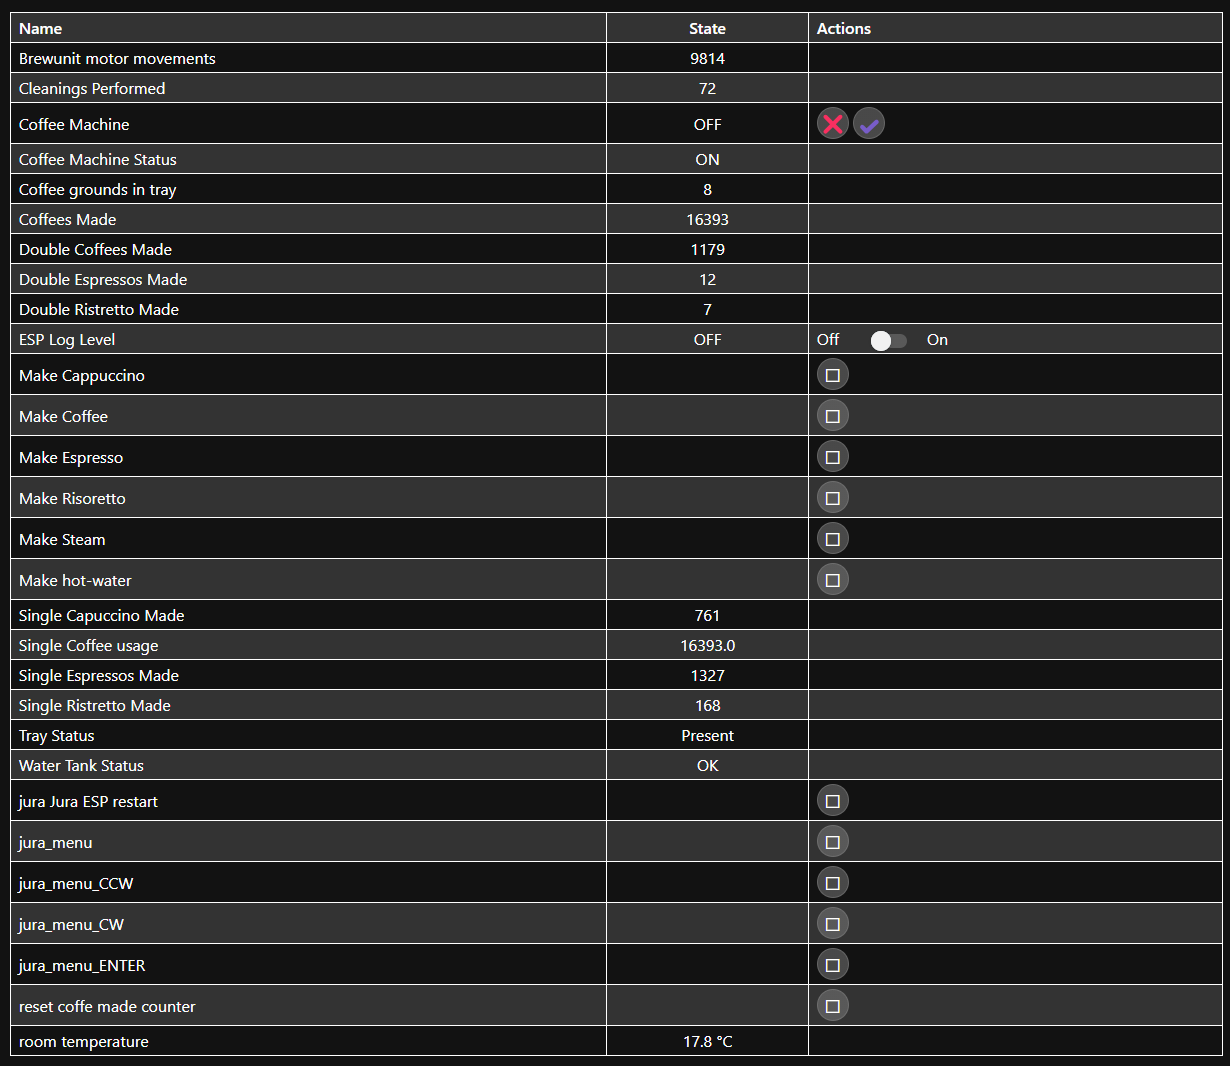 Name State Actions
Brewunit motor movements 9814
Cleanings Performed 72
Coffee Machine OFF
Coffee Machine Status ON
Coffee grounds in tray 8
Coffees Made 16393
Double Coffees Made 1179
Double Espressos Made 12
Double Ristretto Made 7
ESP Log Level OFF Off On
Make Cappuccino
Make Coffee
Make Espresso
Make Risoretto
Make Steam
Make hot-water
Single Capuccino Made 761
Single Coffee usage 16393.0
Single Espressos Made 1327
Single Ristretto Made 168
Tray Status Present
Water Tank Status OK
jura Jura ESP restart
jura_menu
jura_menu_CCW
jura_menu_CW
jura_menu_ENTER
reset coffe made counter
room temperature 17.8 °C